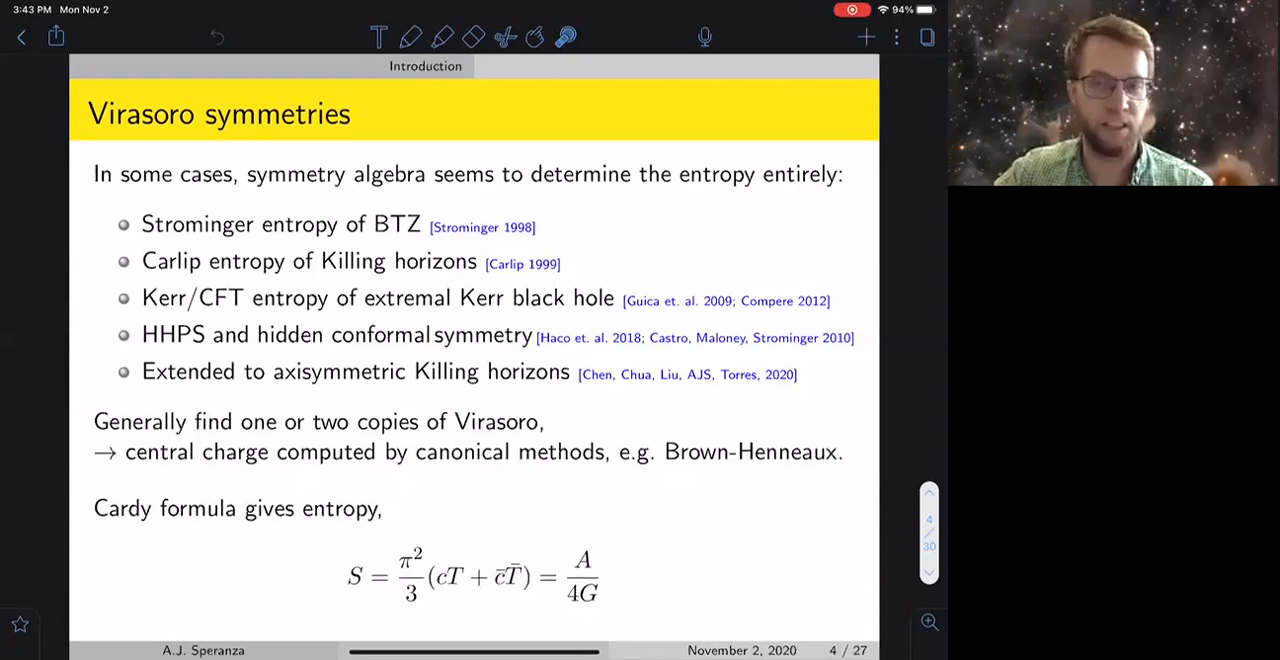 3:43 PM Mon Nov 2
94%
T
Introduction
Virasoro symmetries
In some cases, symmetry algebra seems to determine the entropy entirely:
Strominger entropy of BTZ [Strominger 1998]
Carlip entropy of Killing horizons [Carlip 1999]
Kerr/CFT entropy of extremal Kerr black hole [Guica et. al. 2009; Compere 2012]
HHPS and hidden conformal symmetry [Haco et. al. 2018; Castro, Maloney, Strominger 2010]
Extended to axisymmetric Killing horizons [Chen, Chua, Liu, AJS, Torres, 2020]
Generally find one or two copies of Virasoro,
→ central charge computed by canonical methods, e.g. Brown-Henneaux.
Cardy formula gives entropy,
S = π²/3 (cT + c̄T̄) = A/4G
4
/
30
A.J. Speranza November 2, 2020 4 / 27